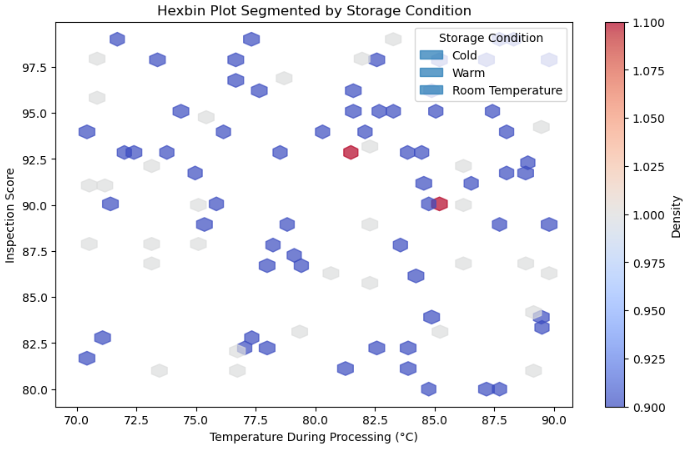 Hexbin Plot Segmented by Storage Condition
Inspection Score
97.5
95.0
92.5
90.0
87.5
85.0
82.5
80.0
Storage Condition
Cold
Warm
Room Temperature
70.0 72.5 75.0 77.5 80.0 82.5 85.0 87.5 90.0
Temperature During Processing (°C)
1.100
1.075
1.050
1.025
1.000
0.975
0.950
0.925
0.900
Density